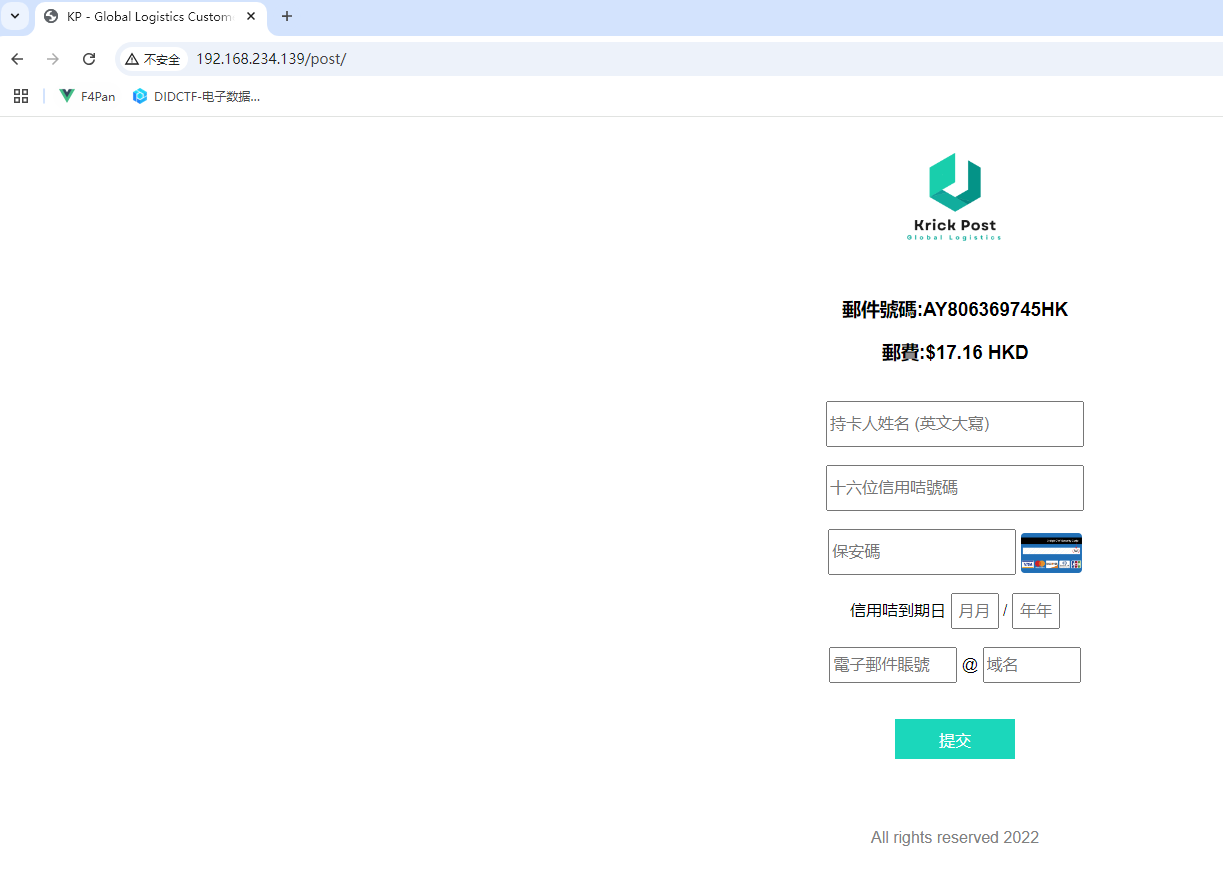 KP - Global Logistics Custom
不安全
192.168.234.139/post/
F4Pan
DIDCTF-电子数据...
Krick Post
Global Logistics
郵件號碼:AY806369745HK
郵費:$17.16 HKD
持卡人姓名 (英文大寫)
十六位信用咭號碼
保安碼
信用咭到期日 月月 / 年年
電子郵件賬號 @ 域名
提交
All rights reserved 2022